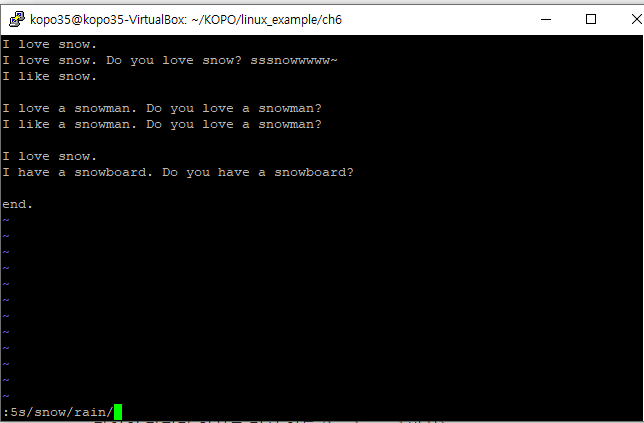 kopo35@kopo35-VirtualBox: ~/KOPO/linux_example/ch6
I love snow.
I love snow. Do you love snow? sssnowwwww~
I like snow.
I love a snowman. Do you love a snowman?
I like a snowman. Do you love a snowman?
I love snow.
I have a snowboard. Do you have a snowboard?
end.
~
~
~
~
~
~
~
~
~
~
~
~
:5s/snow/rain/